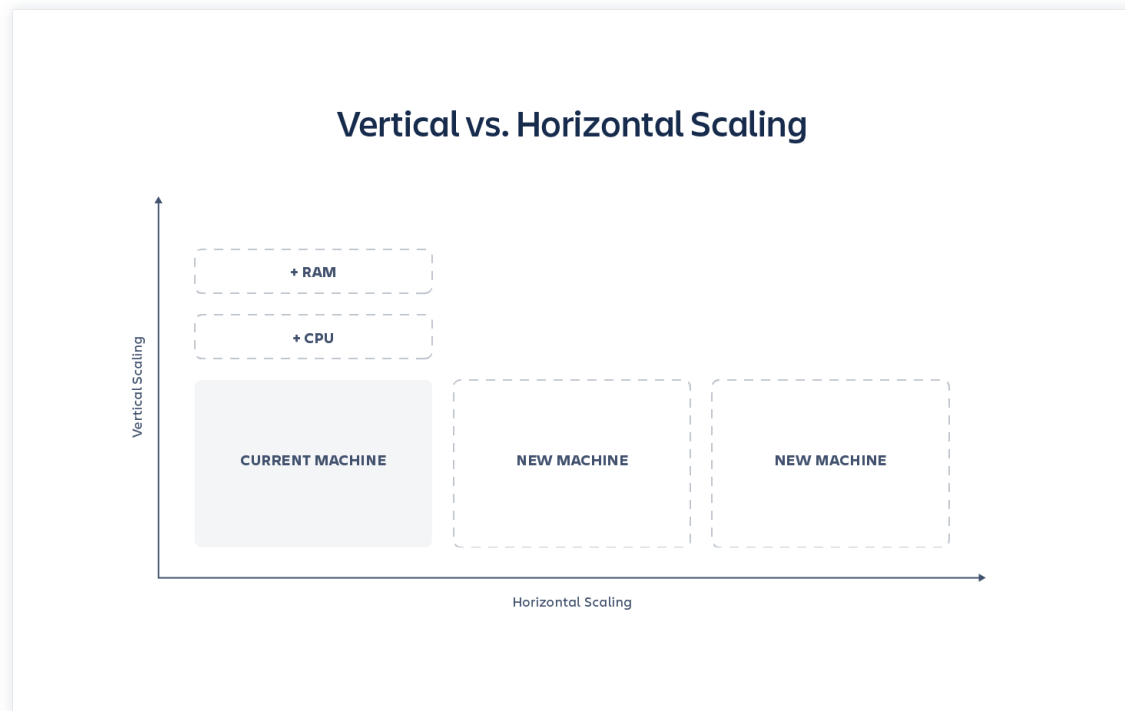 Vertical vs. Horizontal Scaling
+ RAM
+ CPU
Vertical Scaling
CURRENT MACHINE
NEW MACHINE
NEW MACHINE
Horizontal Scaling